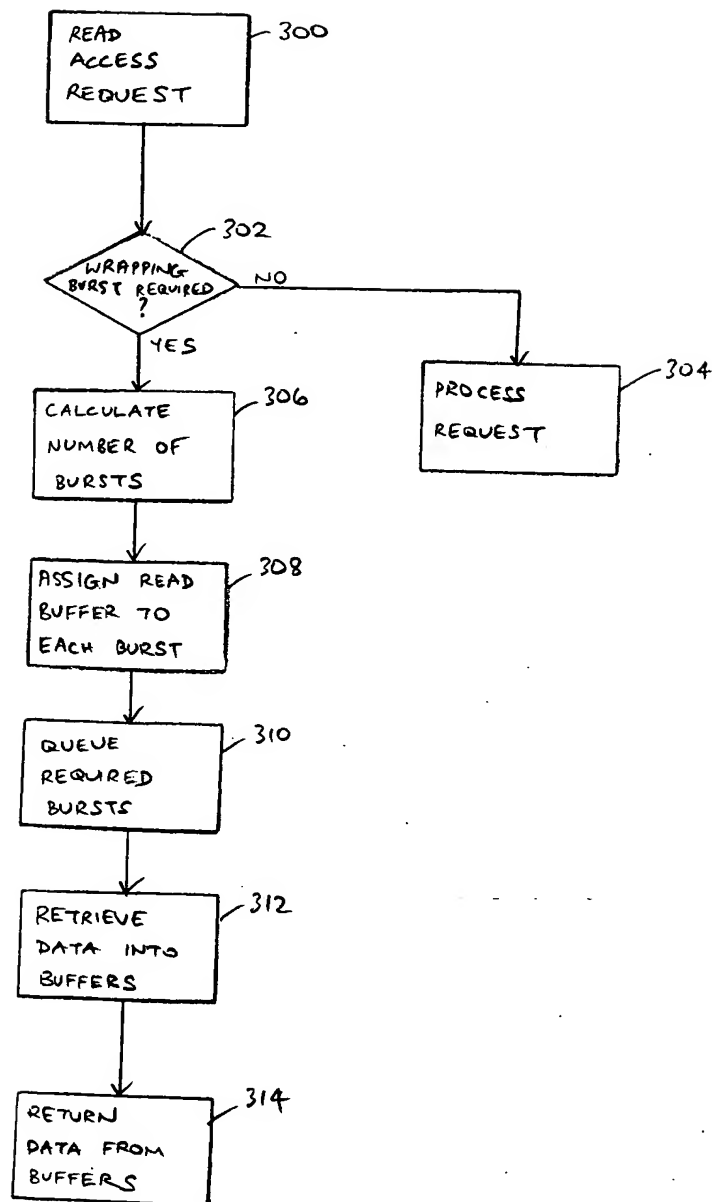 READ
ACCESS
REQUEST
300
302
WRAPPING
BURST REQUIRED
?
NO
YES
304
PROCESS
REQUEST
306
CALCULATE
NUMBER OF
BURSTS
308
ASSIGN READ
BUFFER TO
EACH BURST
310
QUEUE
REQUIRED
BURSTS
312
RETRIEVE
DATA INTO
BUFFERS
314
RETURN
DATA FROM
BUFFERS